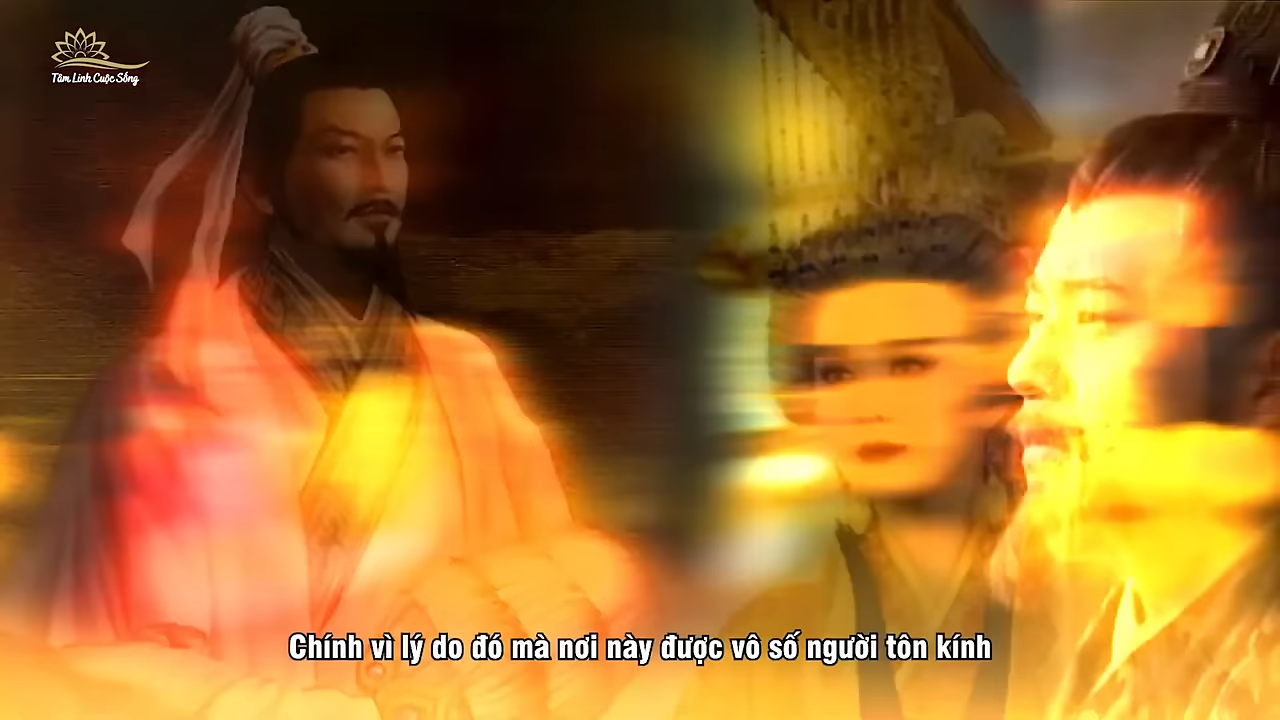 Tâm Linh Cuộc Sống
Chính vì lý do đó mà nơi này được vô số người tôn kính